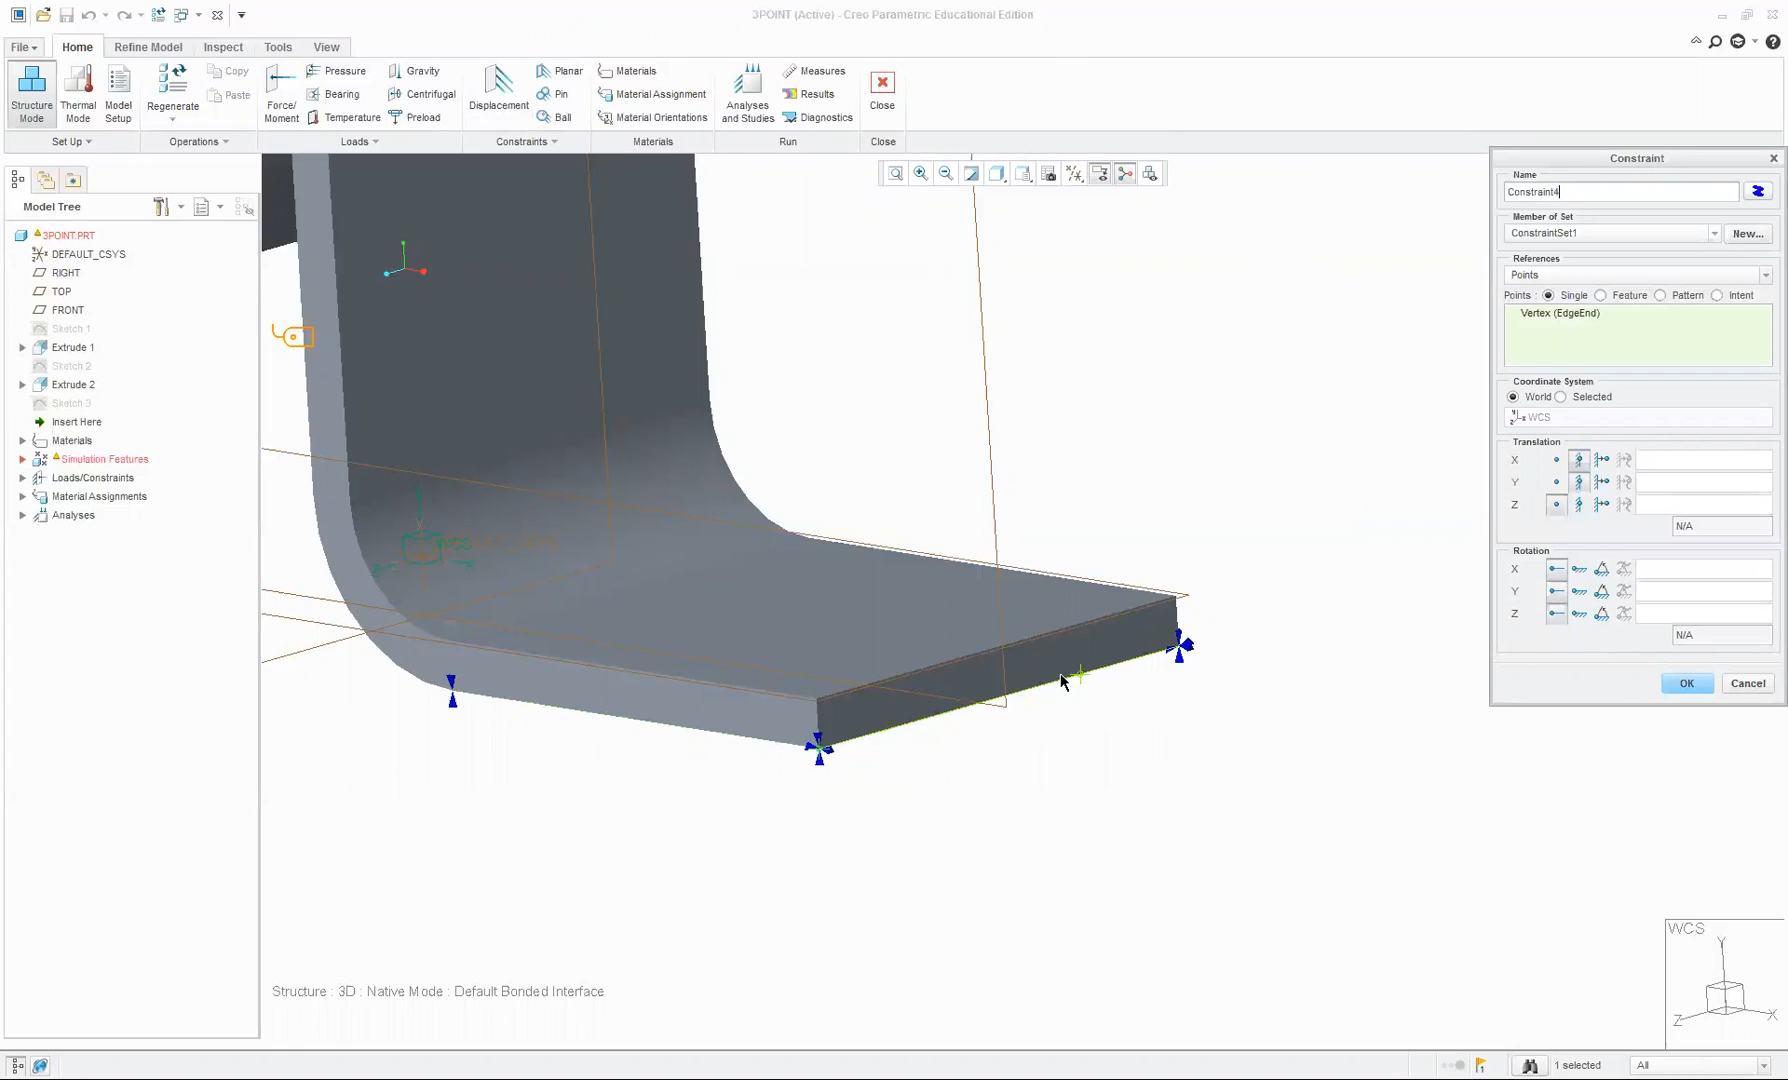 3POINT (Active) - Creo Parametric Educational Edition
File Home Refine Model Inspect Tools View
Structure Mode
Thermal Mode
Model Setup
Regenerate
Copy
Paste
Force/ Moment
Pressure
Bearing
Temperature
Gravity
Centrifugal
Preload
Displacement
Planar
Pin
Ball
Materials
Material Assignment
Material Orientations
Analyses and Studies
Measures
Results
Diagnostics
Close
Set Up Operations Loads Constraints Materials Run Close
Model Tree
3POINT.PRT
DEFAULT_CSYS
RIGHT
TOP
FRONT
Sketch 1
Extrude 1
Sketch 2
Extrude 2
Sketch 3
Insert Here
Materials
Simulation Features
Loads/Constraints
Material Assignments
Analyses
Constraint
Name
Constraint4
Member of Set
ConstraintSet1 New...
References
Points
Points : Single Feature Pattern Intent
Vertex (EdgeEnd)
Coordinate System
World Selected
WCS
Translation
X
Y
Z
N/A
Rotation
X
Y
Z
N/A
OK Cancel
WCS
Y
Z X
Structure : 3D : Native Mode : Default Bonded Interface
1 1 selected All